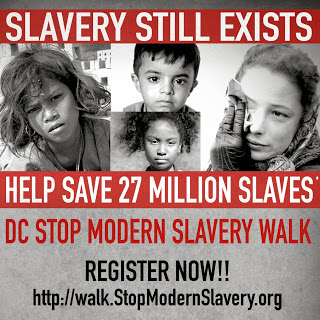 SLAVERY STILL EXISTS
HELP SAVE 27 MILLION SLAVES*
DC STOP MODERN SLAVERY WALK
REGISTER NOW!!
http://walk.StopModernSlavery.org